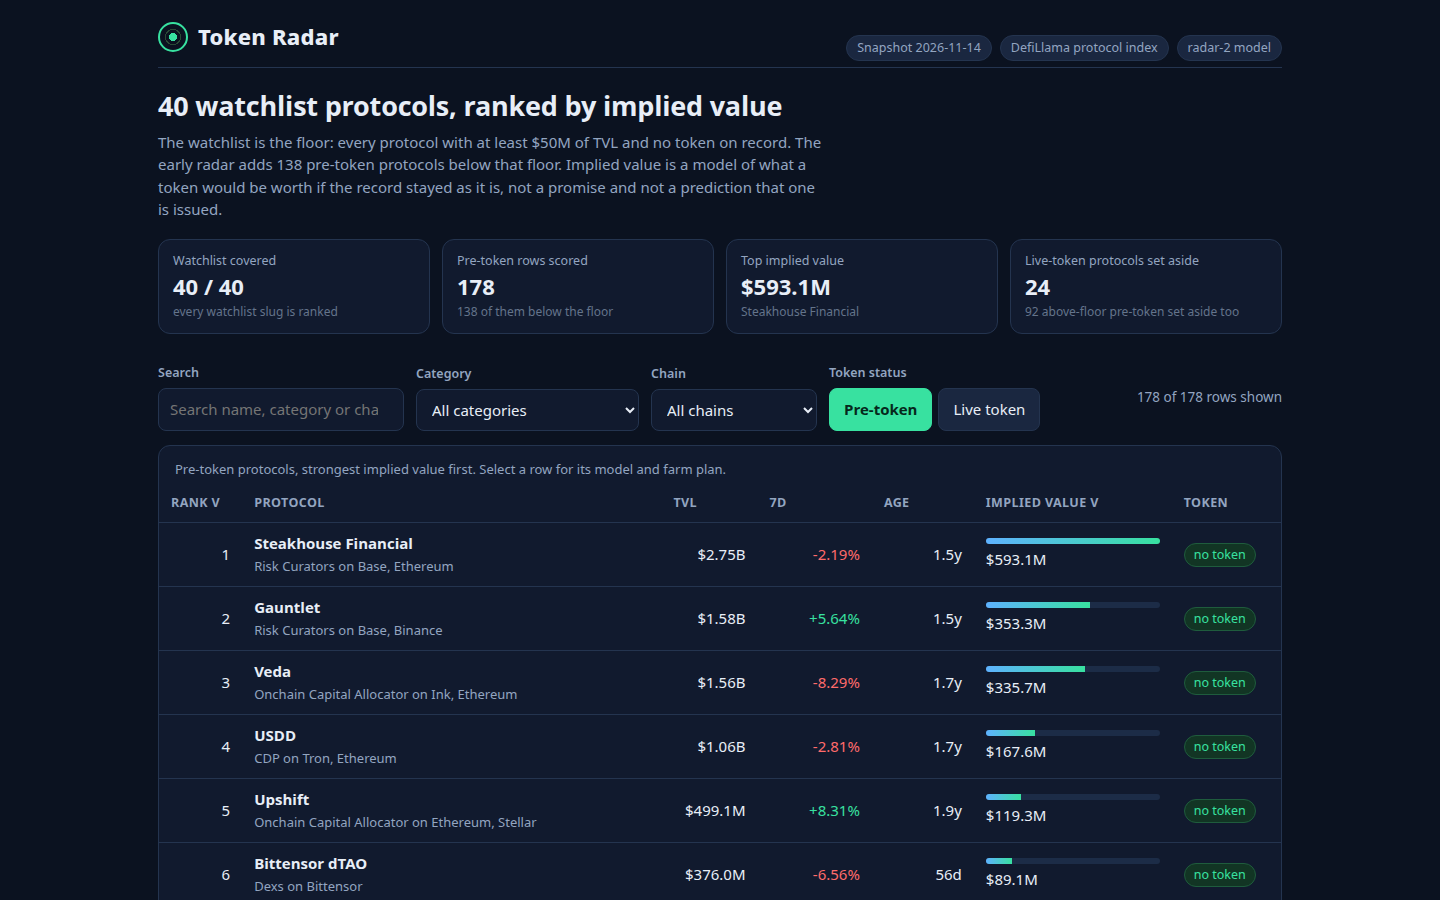 Token Radar
Snapshot 2026-11-14
DefiLlama protocol index
radar-2 model
40 watchlist protocols, ranked by implied value
The watchlist is the floor: every protocol with at least $50M of TVL and no token on record. The
early radar adds 138 pre-token protocols below that floor. Implied value is a model of what a
token would be worth if the record stayed as it is, not a promise and not a prediction that one
is issued.
Watchlist covered
40 / 40
every watchlist slug is ranked
Pre-token rows scored
178
138 of them below the floor
Top implied value
$593.1M
Steakhouse Financial
Live-token protocols set aside
24
92 above-floor pre-token set aside too
Search
Search name, category or cha
Category
All categories
Chain
All chains
Token status
Pre-token
Live token
178 of 178 rows shown
Pre-token protocols, strongest implied value first. Select a row for its model and farm plan.
RANK V PROTOCOL TVL 7D AGE IMPLIED VALUE V TOKEN
1 Steakhouse Financial $2.75B -2.19% 1.5y $593.1M no token
Risk Curators on Base, Ethereum
2 Gauntlet $1.58B +5.64% 1.5y $353.3M no token
Risk Curators on Base, Binance
3 Veda $1.56B -8.29% 1.7y $335.7M no token
Onchain Capital Allocator on Ink, Ethereum
4 USDD $1.06B -2.81% 1.7y $167.6M no token
CDP on Tron, Ethereum
5 Upshift $499.1M +8.31% 1.9y $119.3M no token
Onchain Capital Allocator on Ethereum, Stellar
6 Bittensor dTAO $376.0M -6.56% 56d $89.1M no token
Dexs on Bittensor